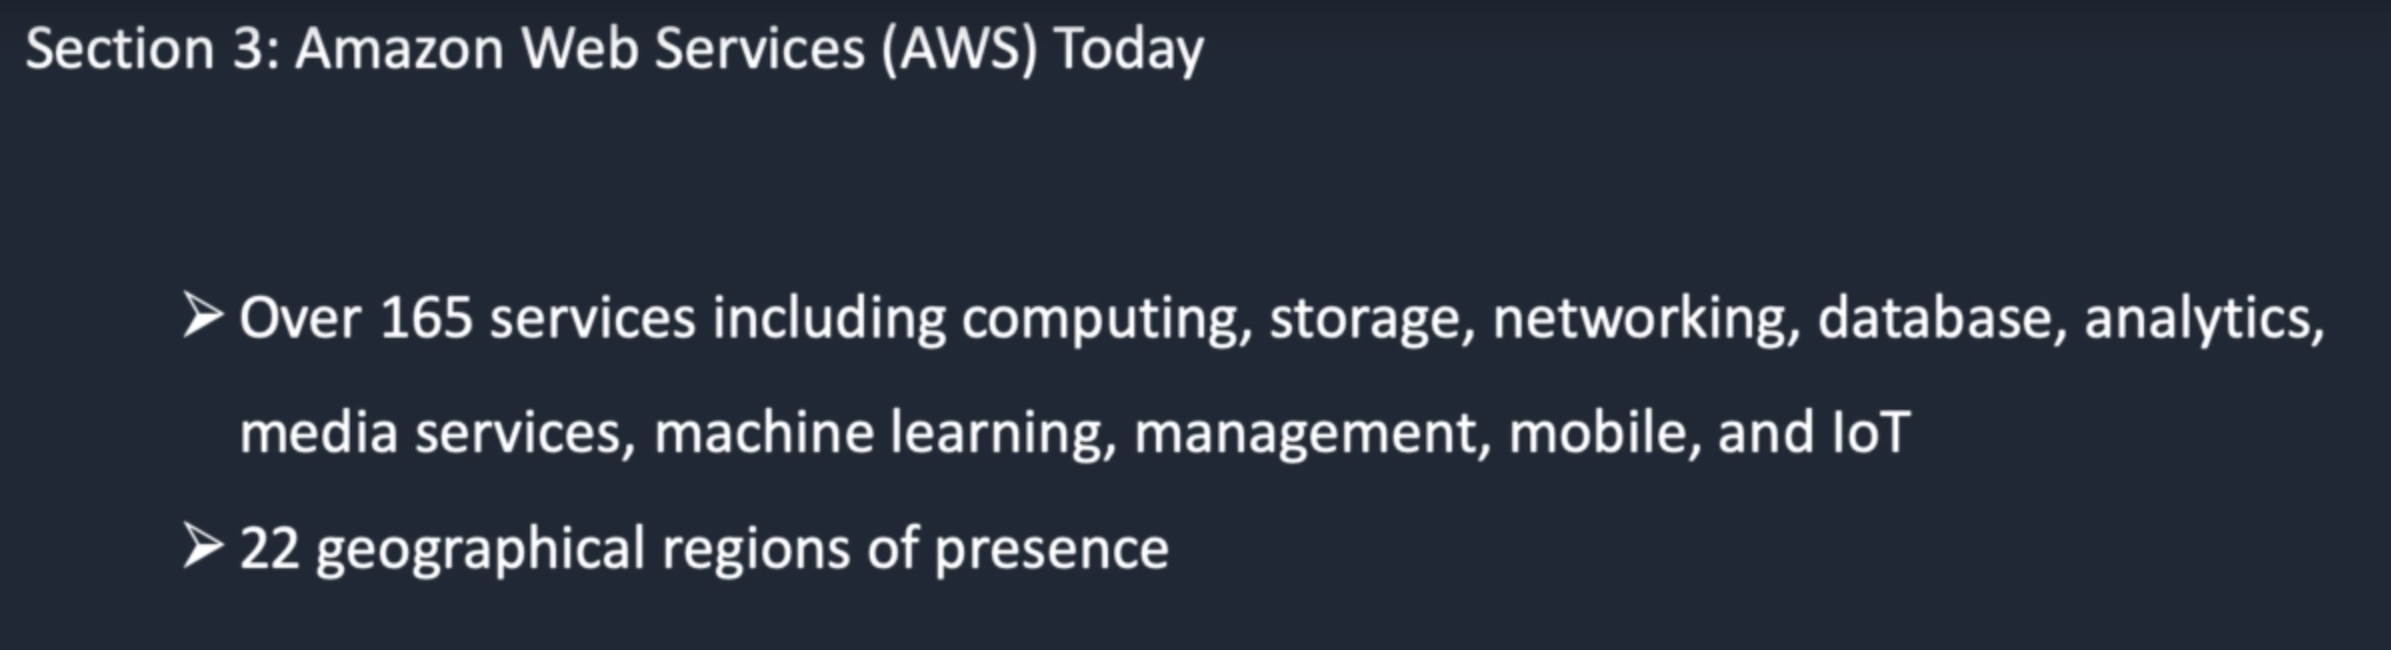 Section 3: Amazon Web Services (AWS) Today
➢ Over 165 services including computing, storage, networking, database, analytics,
media services, machine learning, management, mobile, and IoT
➢ 22 geographical regions of presence